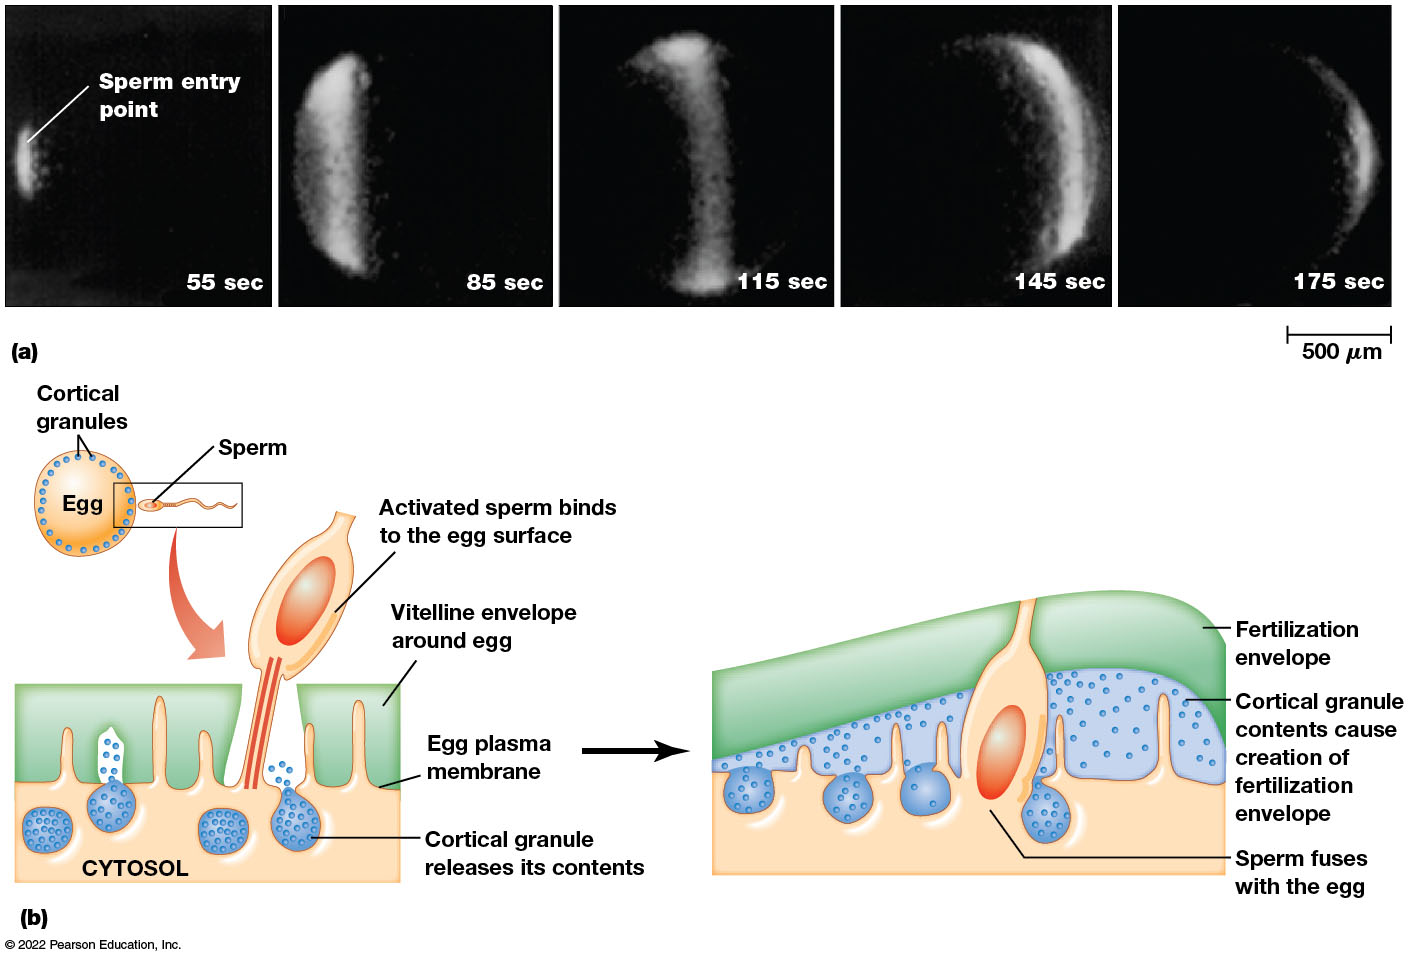 Sperm entry
point
55 sec
85 sec
115 sec
145 sec
175 sec
500 μm
(a)
Cortical
granules
Sperm
Egg
Activated sperm binds
to the egg surface
Vitelline envelope
around egg
Egg plasma
membrane
Cortical granule
releases its contents
CYTOSOL
Fertilization
envelope
Cortical granule
contents cause
creation of
fertilization
envelope
Sperm fuses
with the egg
(b)
© 2022 Pearson Education, Inc.